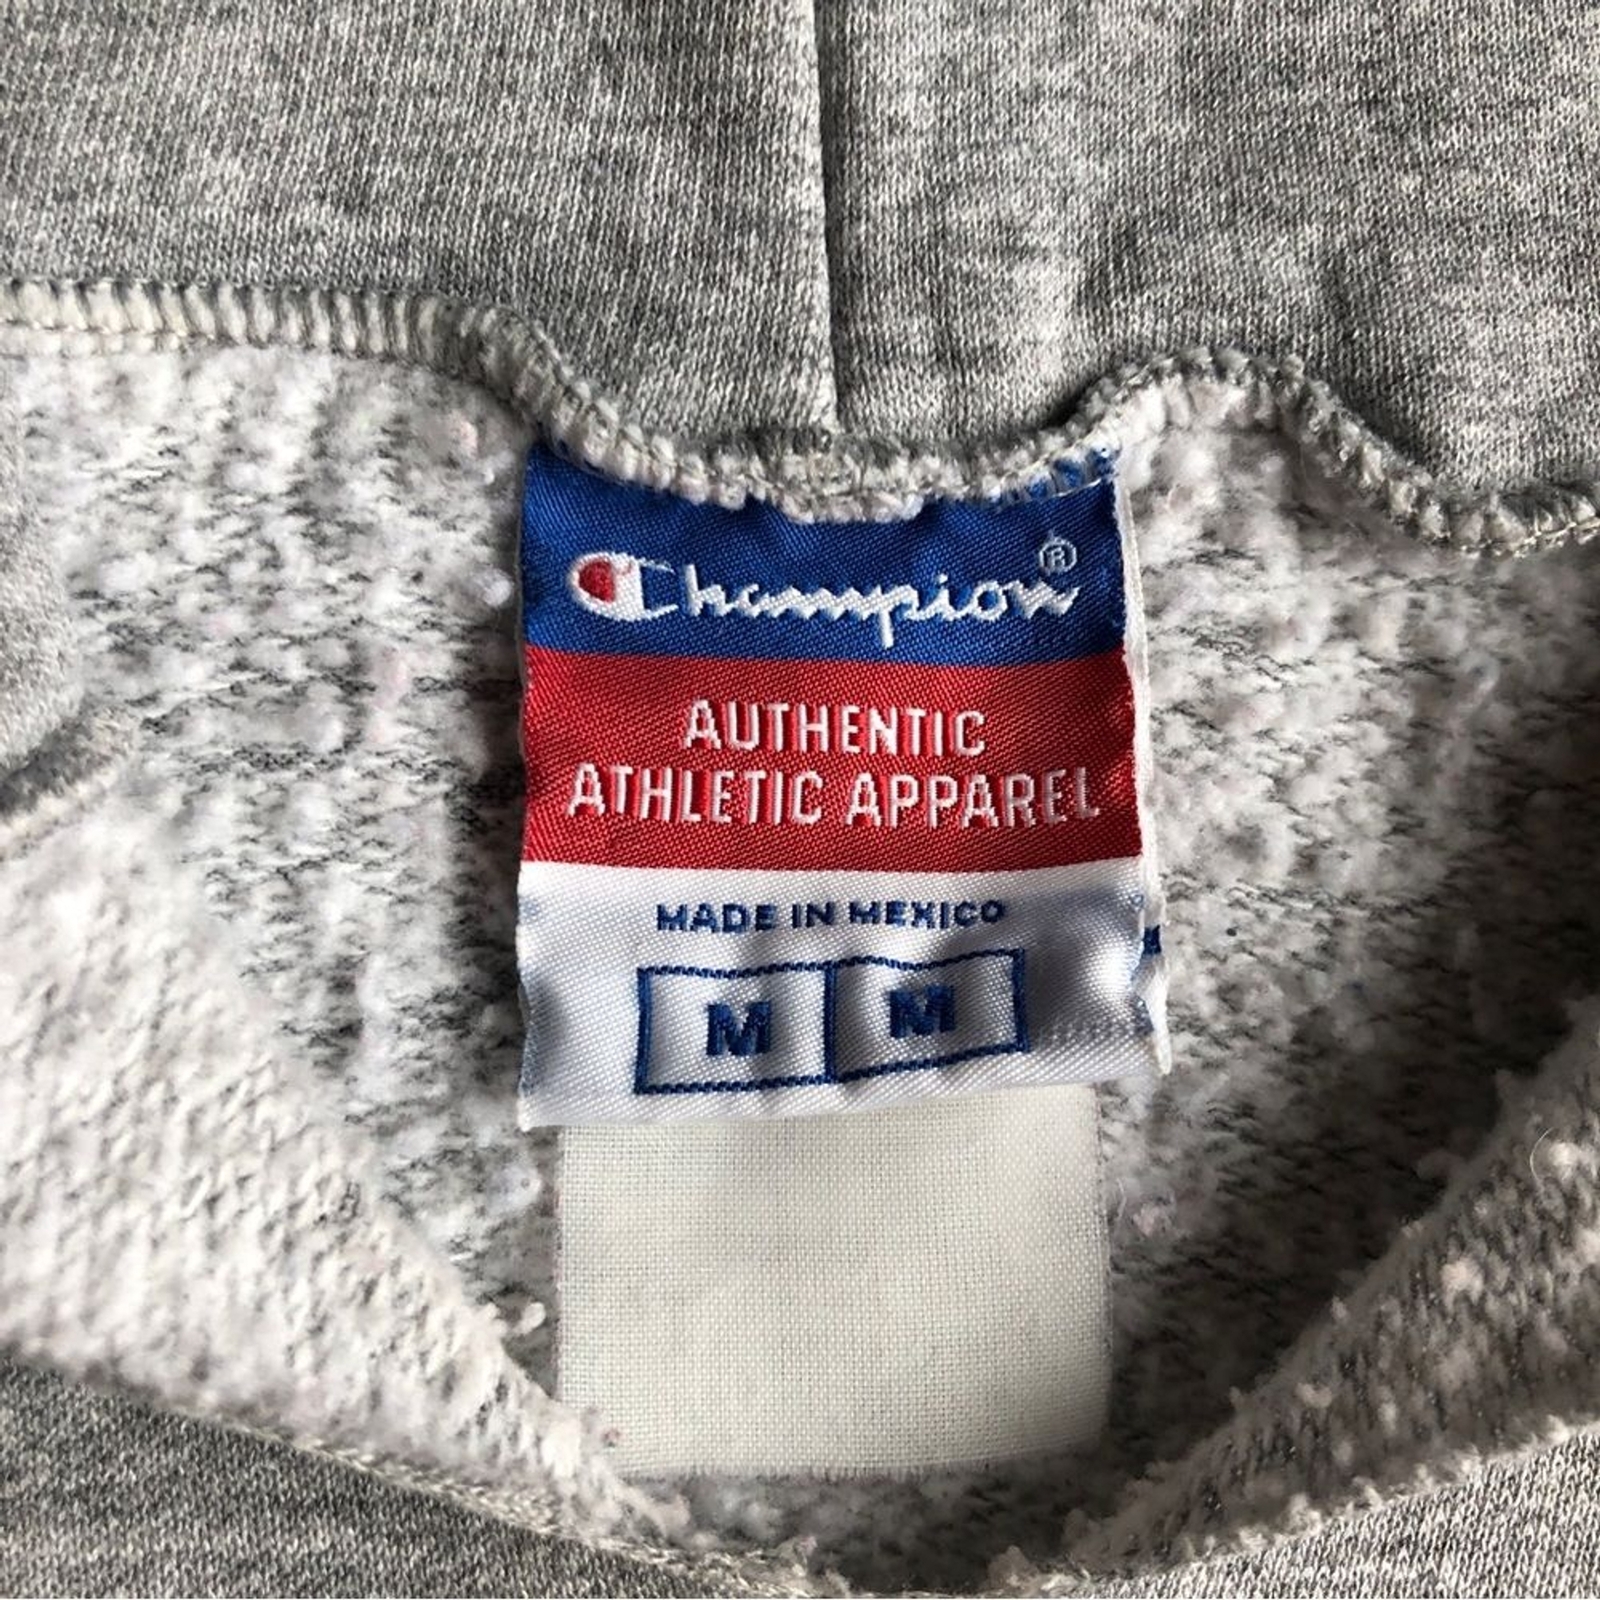 Champion®
AUTHENTIC
ATHLETIC APPAREL
MADE IN MEXICO
M M